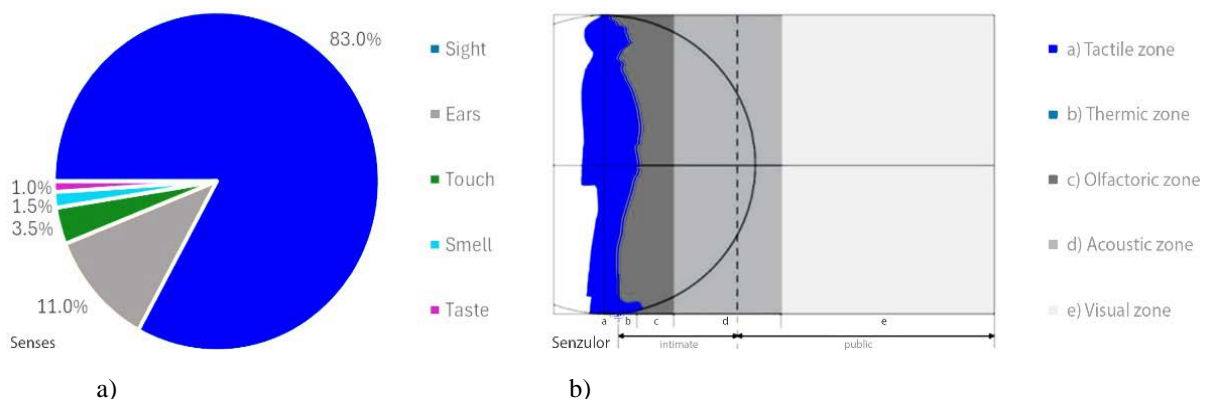 83.0%
1.0%
1.5%
3.5%
11.0%
Senses
Sight
Ears
Touch
Smell
Taste
a)
a b c d e
Senzulor
intimate public
a) Tactile zone
b) Thermic zone
c) Olfactoric zone
d) Acoustic zone
e) Visual zone
b)